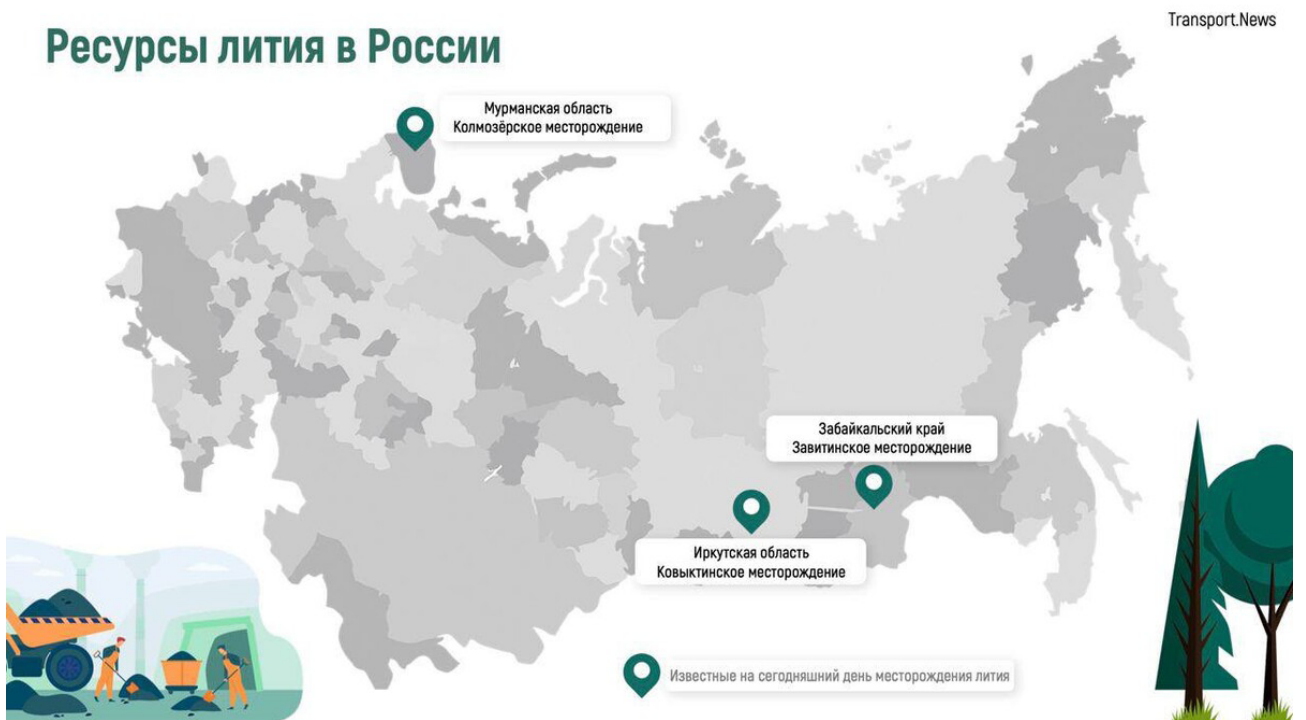 Transport.News
Ресурсы лития в России
Мурманская область
Колмозёрское месторождение
Забайкальский край
Завитинское месторождение
Иркутская область
Ковыктинское месторождение
Известные на сегодняшний день месторождения лития